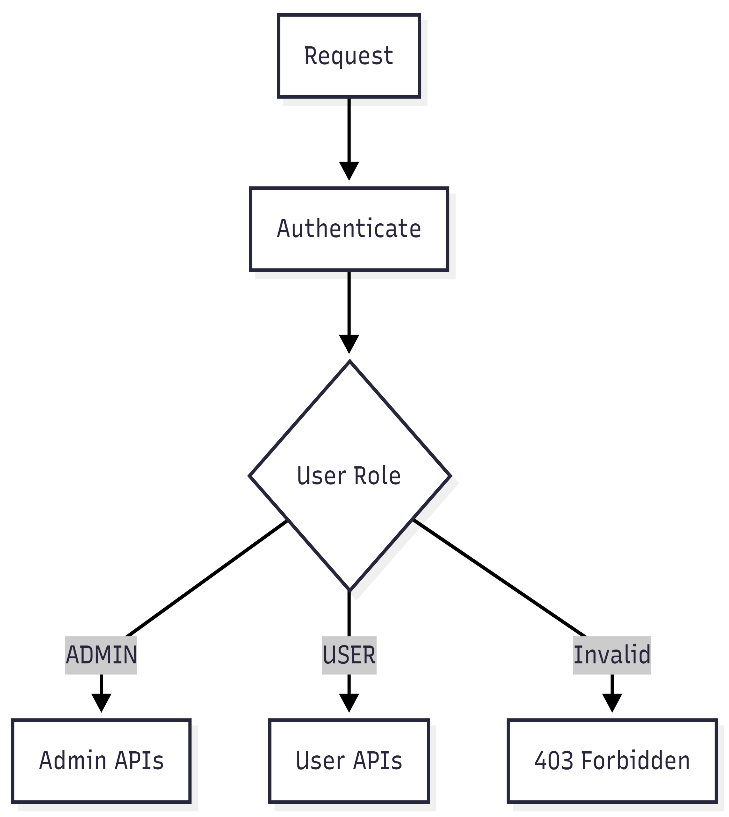 Request
Authenticate
User Role
ADMIN
USER
Invalid
Admin APIs
User APIs
403 Forbidden